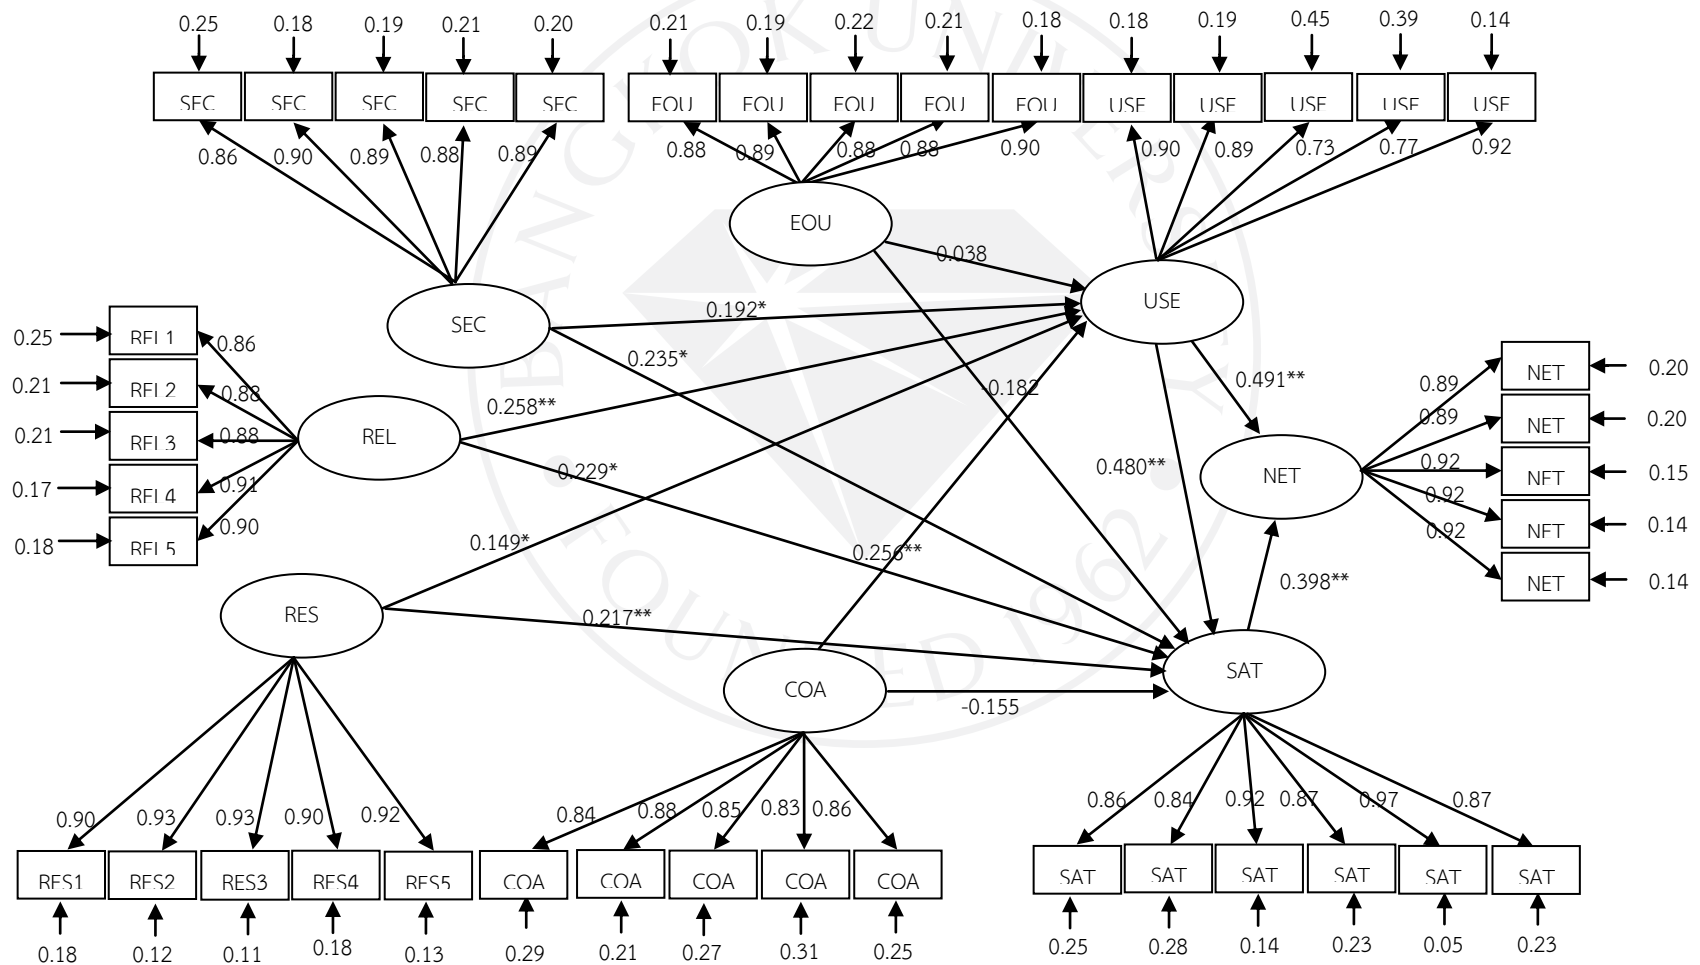 0.25 0.18 0.19 0.21 0.20 0.21 0.19 0.22 0.21 0.18 0.18 0.19 0.45 0.39 0.14
SEC SEC SEC SEC SEC EOU EOU EOU EOU EOU USE USE USE USE USE
0.86 0.90 0.89 0.88 0.89 0.88 0.89 0.88 0.88 0.90 0.90 0.89 0.73 0.77 0.92
BANGKOK UNIVERSITY
EOU
0.038
USE
SEC
0.192*
0.25 REL1 0.86
0.235*
-0.182
0.491**
0.21 REL2 0.88
0.258**
0.21 REL3 0.88
REL
0.17 REL4 0.91
0.18 REL5 0.90
0.229*
0.480**
NET
0.89 NET 0.20
0.89 NET 0.20
0.92 NET 0.15
0.92 NET 0.14
0.92 NET 0.14
0.149*
0.256**
0.398**
RES
0.217**
FOUNDED 1962
COA
-0.155
SAT
0.90 0.93 0.93 0.90 0.92 0.84 0.88 0.85 0.83 0.86 0.86 0.84 0.92 0.87 0.97 0.87
RES1 RES2 RES3 RES4 RES5 COA COA COA COA COA SAT SAT SAT SAT SAT SAT
0.18 0.12 0.11 0.18 0.13 0.29 0.21 0.27 0.31 0.25 0.25 0.28 0.14 0.23 0.05 0.23